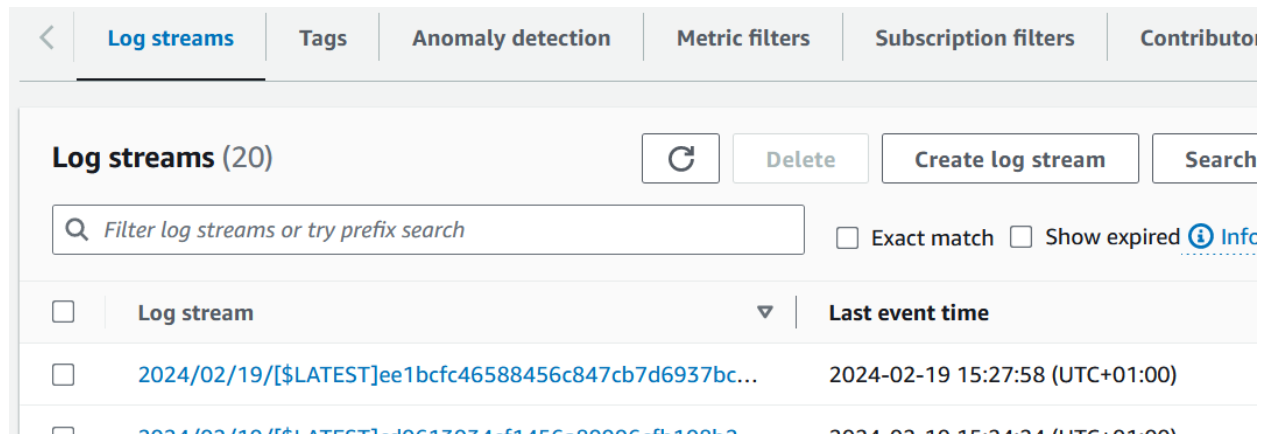 Log streams Tags Anomaly detection Metric filters Subscription filters Contributor
Log streams (20) Delete Create log stream Search
Filter log streams or try prefix search Exact match Show expired Info
Log stream Last event time
2024/02/19/[$LATEST]ee1bcfc46588456c847cb7d6937bc... 2024-02-19 15:27:58 (UTC+01:00)